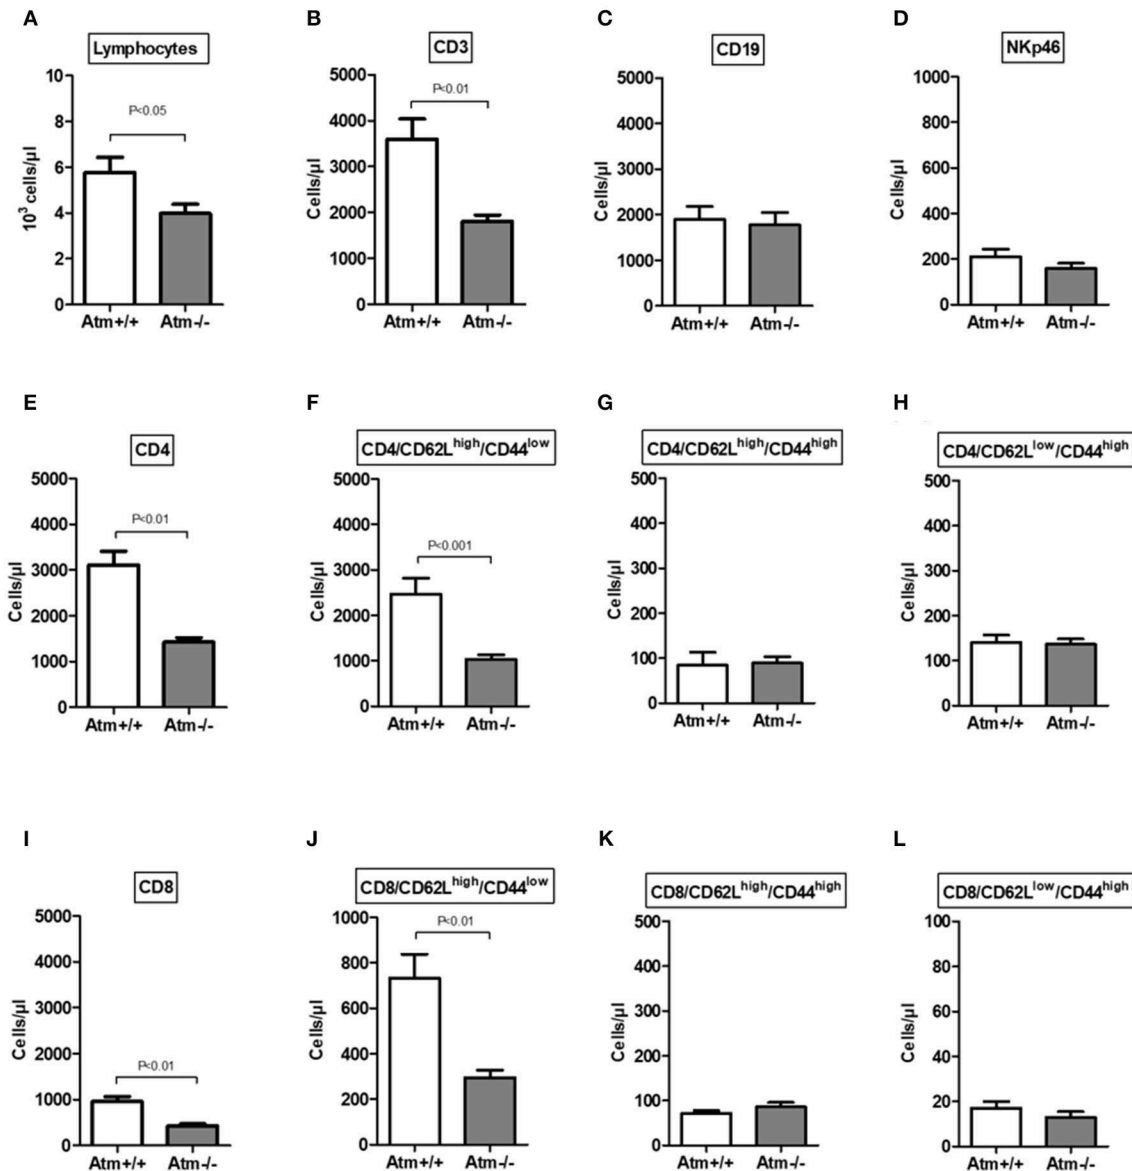 A
B
C
D
Lymphocytes
CD3
CD19
NKp46
10³ cells/µl
10
8
6
4
2
0
P<0.05
Atm+/+ Atm-/-
Cells/µl
5000
4000
3000
2000
1000
0
P<0.01
Atm+/+ Atm-/-
Cells/µl
5000
4000
3000
2000
1000
0
Atm+/+ Atm-/-
Cells/µl
1000
800
600
400
200
0
Atm+/+ Atm-/-
E
F
G
H
CD4
CD4/CD62Lhigh/CD44low
CD4/CD62Lhigh/CD44high
CD4/CD62Llow/CD44high
Cells/µl
5000
4000
3000
2000
1000
0
P<0.01
Atm+/+ Atm-/-
Cells/µl
5000
4000
3000
2000
1000
0
P<0.001
Atm+/+ Atm-/-
Cells/µl
500
400
300
200
100
0
Atm+/+ Atm-/-
Cells/µl
500
400
300
200
100
0
Atm+/+ Atm-/-
I
J
K
L
CD8
CD8/CD62Lhigh/CD44low
CD8/CD62Lhigh/CD44high
CD8/CD62Llow/CD44high
Cells/µl
5000
4000
3000
2000
1000
0
P<0.01
Atm+/+ Atm-/-
Cells/µl
1000
800
600
400
200
0
P<0.01
Atm+/+ Atm-/-
Cells/µl
500
400
300
200
100
0
Atm+/+ Atm-/-
Cells/µl
100
80
60
40
20
0
Atm+/+ Atm-/-